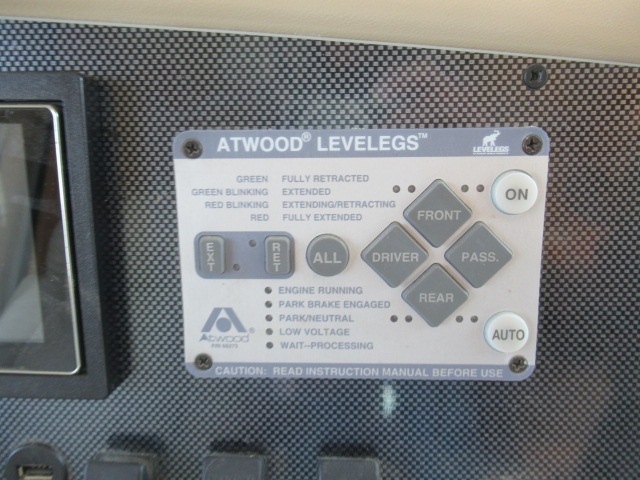 ATWOOD® LEVELEGS™
LEVELEGS
GREEN FULLY RETRACTED
GREEN BLINKING EXTENDED
RED BLINKING EXTENDING/RETRACTING
RED FULLY EXTENDED
ON
FRONT
EXT
RET
ALL
DRIVER
PASS.
REAR
ENGINE RUNNING
PARK BRAKE ENGAGED
PARK/NEUTRAL
LOW VOLTAGE
WAIT--PROCESSING
Atwood®
AUTO
CAUTION: READ INSTRUCTION MANUAL BEFORE USE